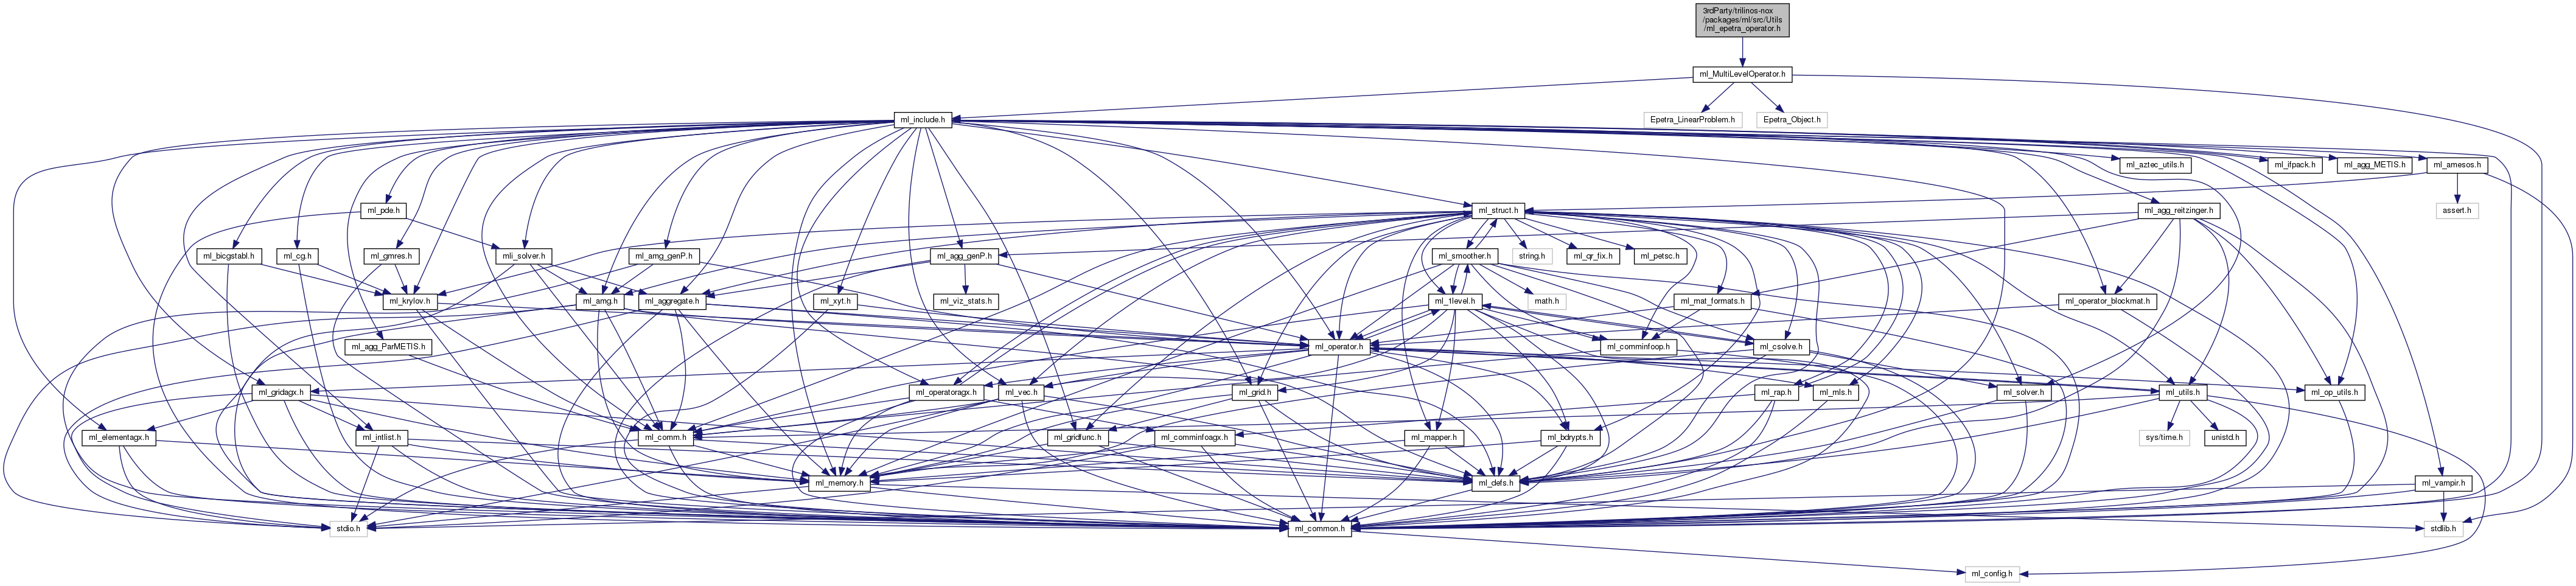 3rdParty/trilinos-nox
/packages/ml/src/Utils
/ml_epetra_operator.h
ml_MultiLevelOperator.h
ml_include.h
Epetra_LinearProblem.h
Epetra_Object.h
ml_aztec_utils.h
ml_ifpack.h
ml_agg_METIS.h
ml_amesos.h
ml_pde.h
ml_struct.h
ml_agg_reitzinger.h
assert.h
ml_bicgstabl.h
ml_cg.h
ml_gmres.h
mli_solver.h
ml_amg_genP.h
ml_agg_genP.h
ml_smoother.h
string.h
ml_qr_fix.h
ml_petsc.h
ml_krylov.h
ml_amg.h
ml_aggregate.h
ml_xyt.h
ml_viz_stats.h
ml_1level.h
math.h
ml_mat_formats.h
ml_operator_blockmat.h
ml_agg_ParMETIS.h
ml_operator.h
ml_comminfoop.h
ml_csolve.h
ml_gridagx.h
ml_operatoragx.h
ml_vec.h
ml_grid.h
ml_rap.h
ml_mls.h
ml_solver.h
ml_utils.h
ml_op_utils.h
ml_elementagx.h
ml_intlist.h
ml_comm.h
ml_gridfunc.h
ml_comminfoagx.h
ml_mapper.h
ml_bdrypts.h
sys/time.h
unistd.h
ml_memory.h
ml_defs.h
ml_vampir.h
stdio.h
ml_common.h
stdlib.h
ml_config.h